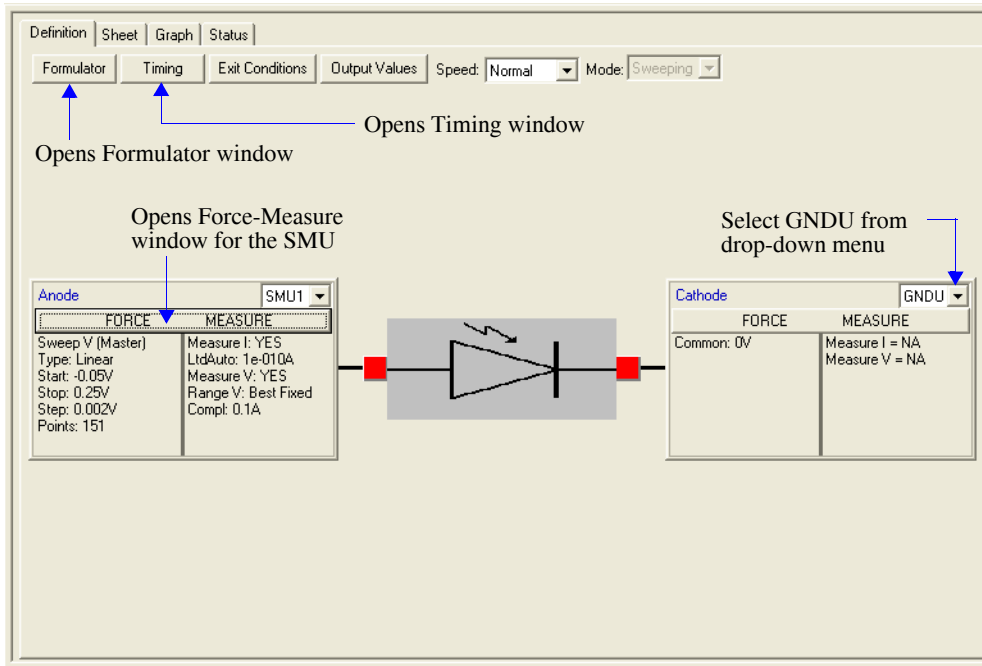 Definition Sheet Graph Status
Formulator Timing Exit Conditions Output Values Speed: Normal Mode: Sweeping
Opens Timing window
Opens Formulator window
Opens Force-Measure
window for the SMU
Select GNDU from
drop-down menu
Anode SMU1
FORCE MEASURE
Sweep V (Master)
Type: Linear
Start: -0.05V
Stop: 0.25V
Step: 0.002V
Points: 151
Measure I: YES
LtdAuto: 1e-010A
Measure V: YES
Range V: Best Fixed
Compl: 0.1A
Cathode GNDU
FORCE MEASURE
Common: 0V
Measure I = NA
Measure V = NA